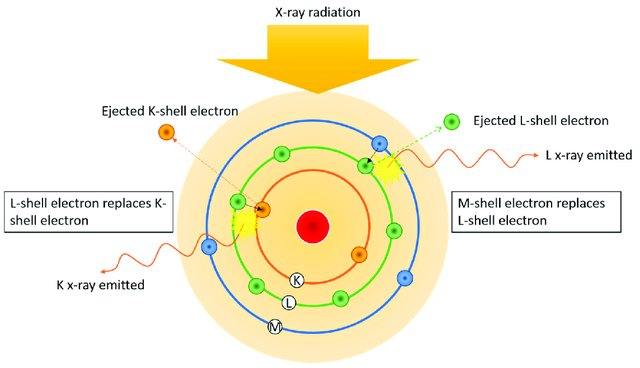 X-ray radiation
Ejected K-shell electron
Ejected L-shell electron
L x-ray emitted
L-shell electron replaces K-
shell electron
M-shell electron replaces
L-shell electron
K x-ray emitted
K
L
M